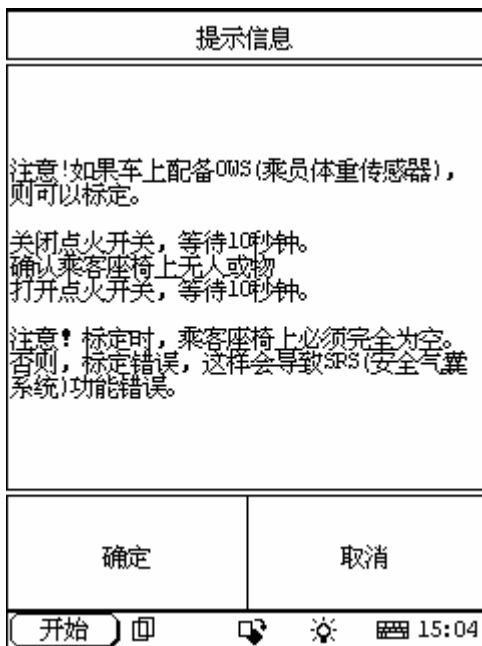 提示信息
注意!如果车上配备OWS(乘员体重传感器),
则可以标定。
关闭点火开关,等待10秒钟。
确认乘客座椅上无人或物
打开点火开关,等待10秒钟。
注意!标定时,乘客座椅上必须完全为空。
否则,标定错误,这样会导致SRS(安全气囊
系统)功能错误。
确定
取消
开始
15:04